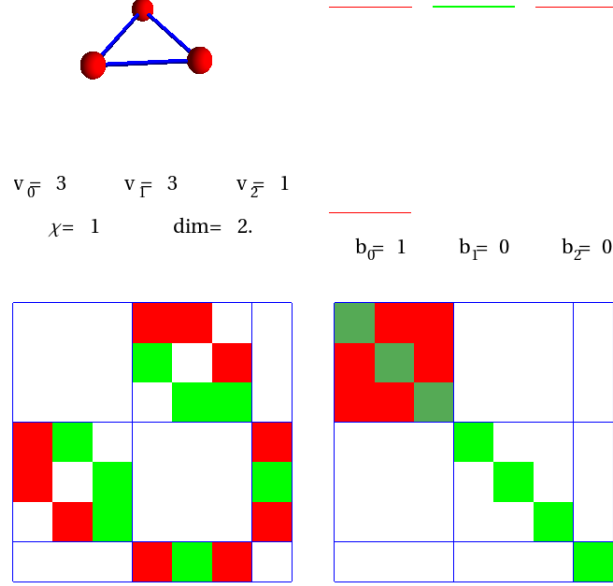 v₀= 3 v₁= 3 v₂= 1
χ= 1 dim= 2.
b₀= 1 b₁= 0 b₂= 0